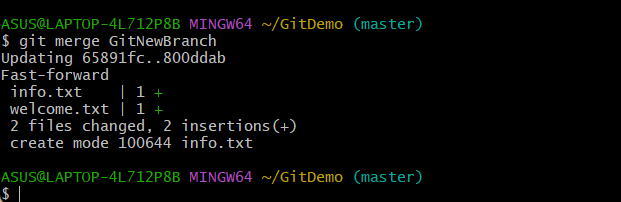 ASUS@LAPTOP-4L712P8B MINGW64 ~/GitDemo (master)
$ git merge GitNewBranch
Updating 65891fc..800ddab
Fast-forward
 info.txt    | 1 +
 welcome.txt | 1 +
 2 files changed, 2 insertions(+)
 create mode 100644 info.txt

ASUS@LAPTOP-4L712P8B MINGW64 ~/GitDemo (master)
$